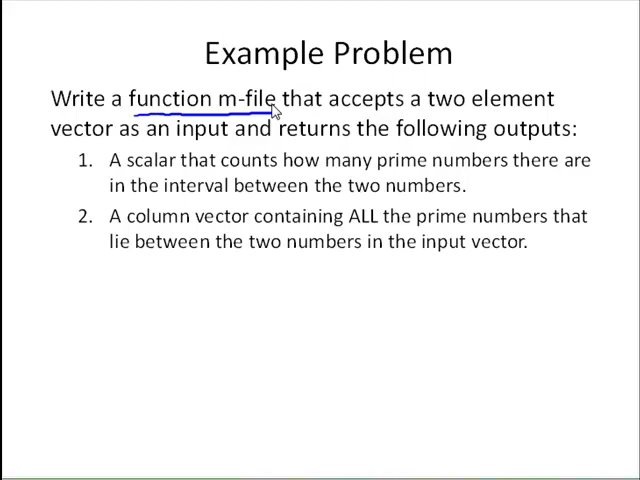 Example Problem
Write a function m-file that accepts a two element
vector as an input and returns the following outputs:
1. A scalar that counts how many prime numbers there are
in the interval between the two numbers.
2. A column vector containing ALL the prime numbers that
lie between the two numbers in the input vector.